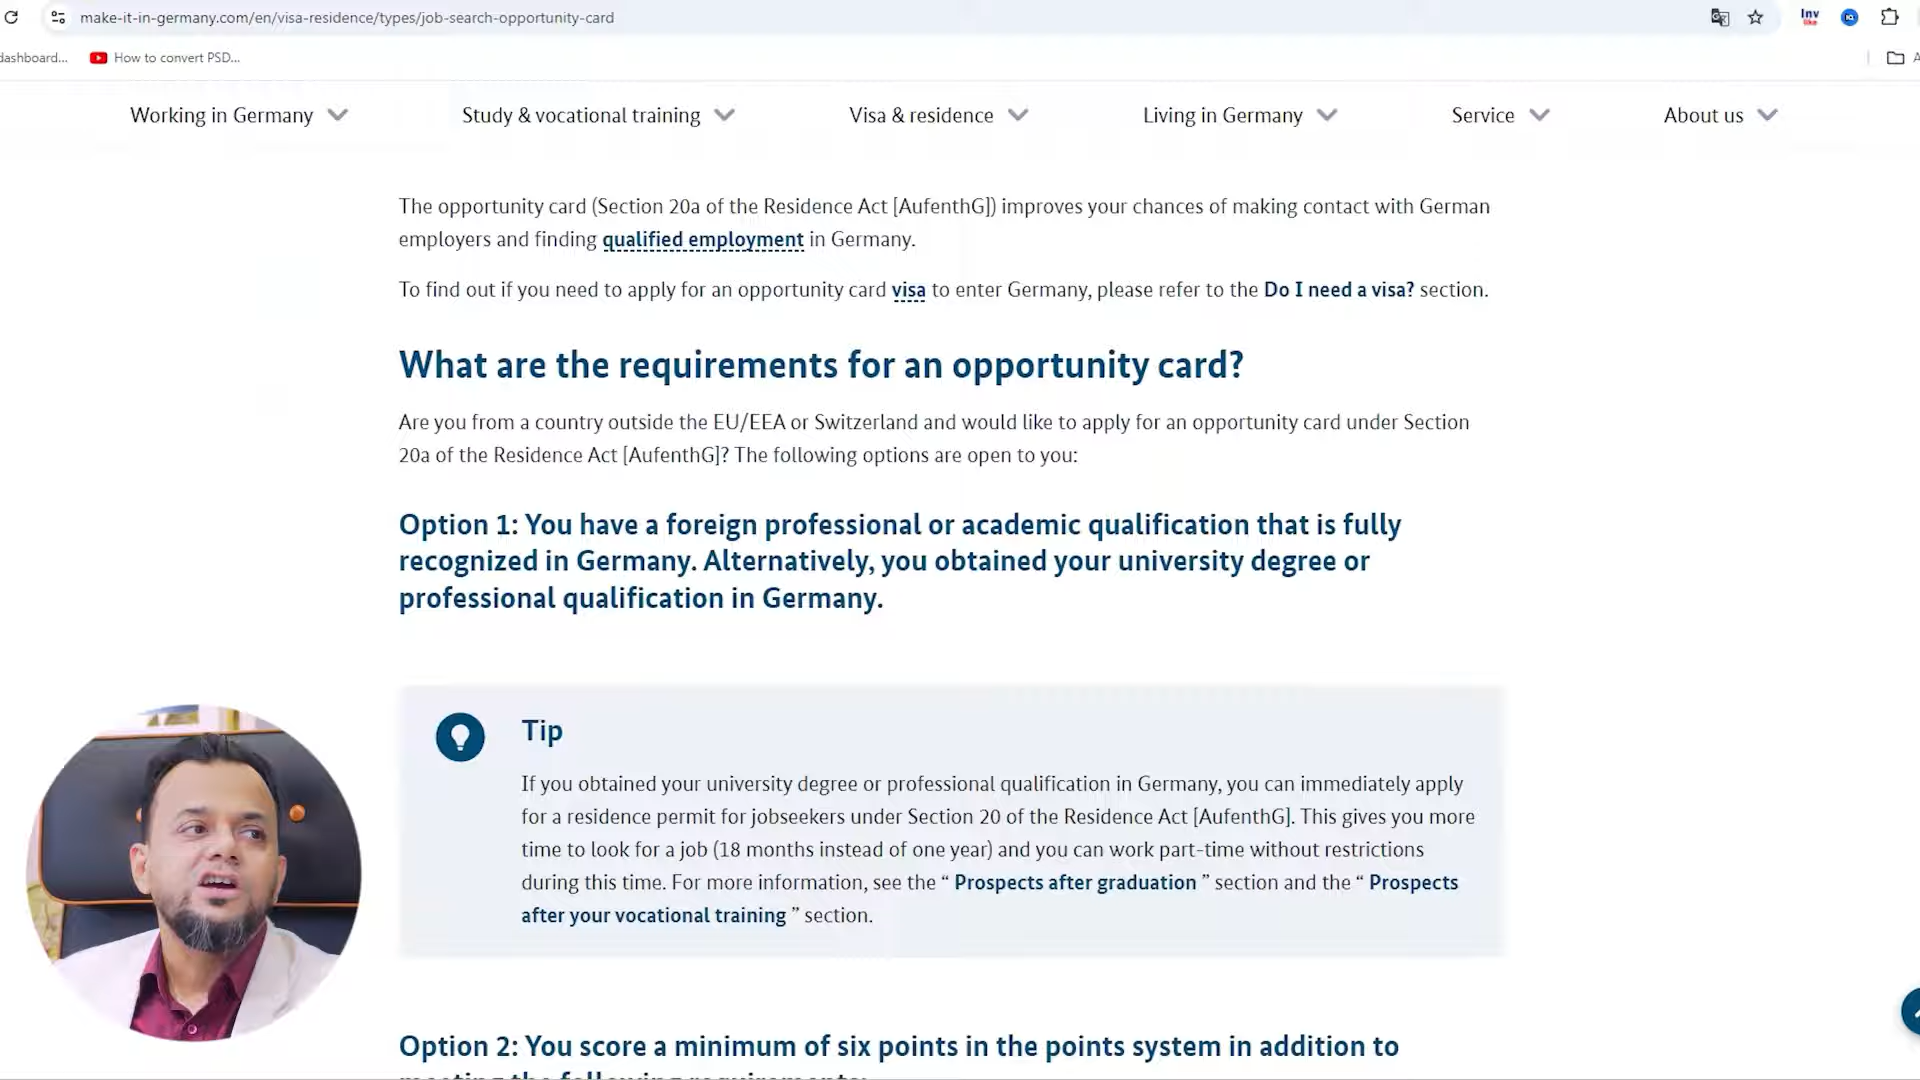 make-it-in-germany.com/en/visa-residence/types/job-search-opportunity-card
Inv
dashboard...
How to convert PSD...
A
Working in Germany
Study & vocational training
Visa & residence
Living in Germany
Service
About us
The opportunity card (Section 20a of the Residence Act [AufenthG]) improves your chances of making contact with German
employers and finding qualified employment in Germany.
To find out if you need to apply for an opportunity card visa to enter Germany, please refer to the Do I need a visa? section.
What are the requirements for an opportunity card?
Are you from a country outside the EU/EEA or Switzerland and would like to apply for an opportunity card under Section
20a of the Residence Act [AufenthG]? The following options are open to you:
Option 1: You have a foreign professional or academic qualification that is fully
recognized in Germany. Alternatively, you obtained your university degree or
professional qualification in Germany.
Tip
If you obtained your university degree or professional qualification in Germany, you can immediately apply
for a residence permit for jobseekers under Section 20 of the Residence Act [AufenthG]. This gives you more
time to look for a job (18 months instead of one year) and you can work part-time without restrictions
during this time. For more information, see the “ Prospects after graduation ” section and the “ Prospects
after your vocational training ” section.
Option 2: You score a minimum of six points in the points system in addition to
meeting the following requirements: